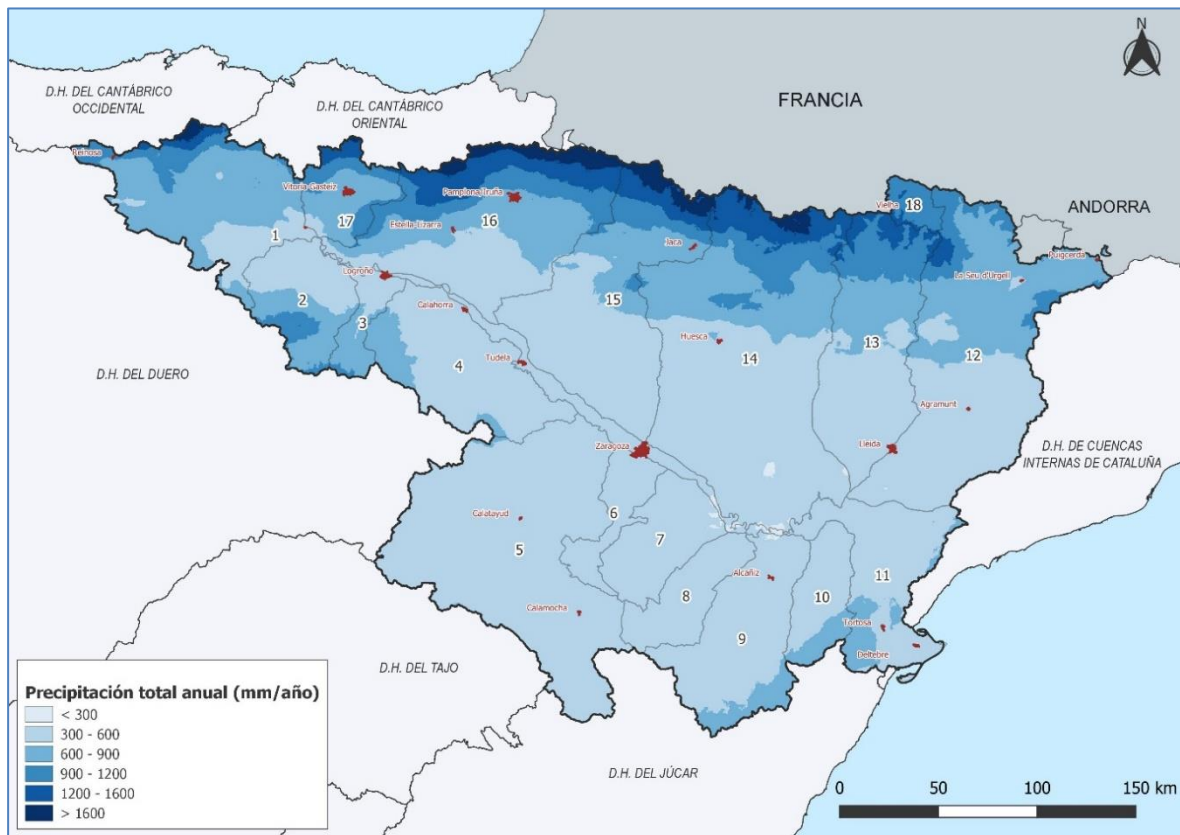 N
D.H. DEL CANTÁBRICO
OCCIDENTAL
D.H. DEL CANTÁBRICO
ORIENTAL
FRANCIA
ANDORRA
Reinosa
Vitoria-Gasteiz
Pamplona-Iruña
Vielha
18
17
16
1
Estella-Lizarra
Jaca
Puigcerdà
La Seu d'Urgell
Logroño
2
3
15
Calahorra
Huesca
13
14
12
4
Tudela
D.H. DEL DUERO
Agramunt
Zaragoza
Lleida
D.H. DE CUENCAS
INTERNAS DE CATALUÑA
Calatayud
6
5
7
Alcañiz
11
8
10
Calamocha
9
Tortosa
Deltebre
D.H. DEL TAJO
D.H. DEL JÚCAR
Precipitación total anual (mm/año)
< 300
300 - 600
600 - 900
900 - 1200
1200 - 1600
> 1600
0 50 100 150 km